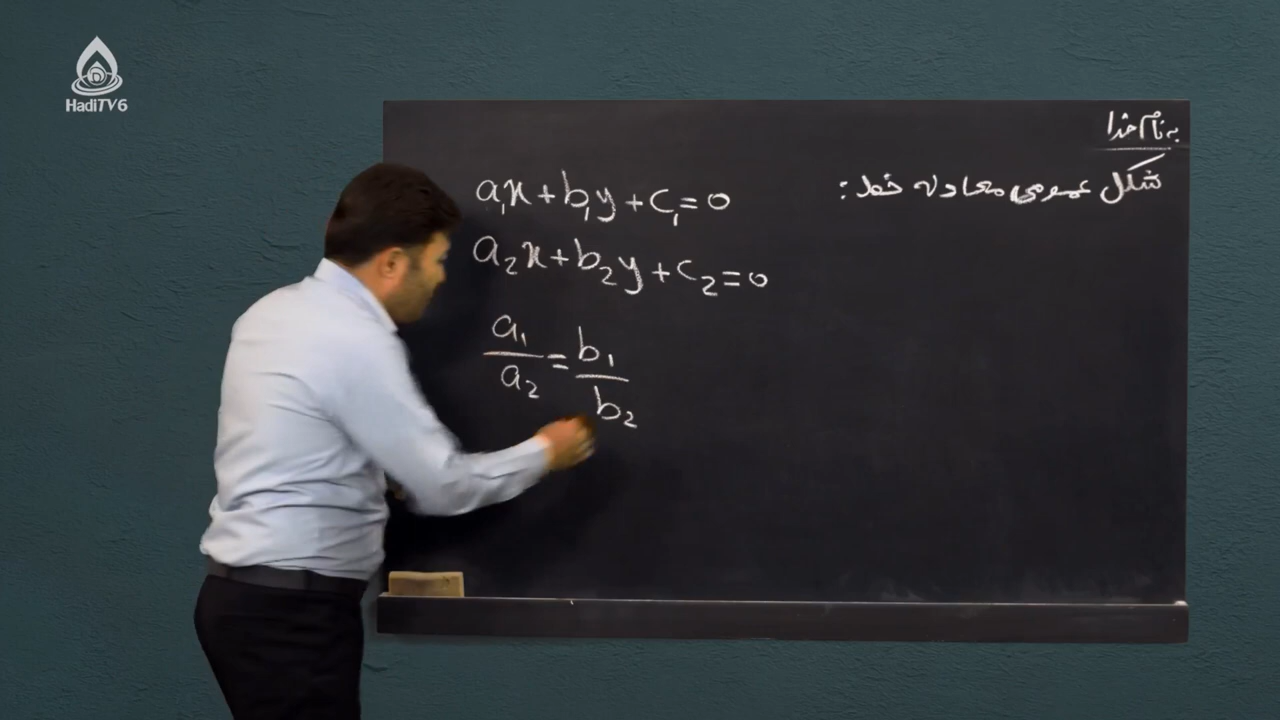 HadiTV6
به نام خدا
شکل عمومی معادله خط:
a₁x+b₁y+c₁=0
a₂x+b₂y+c₂=0
a₁/a₂=b₁/b₂